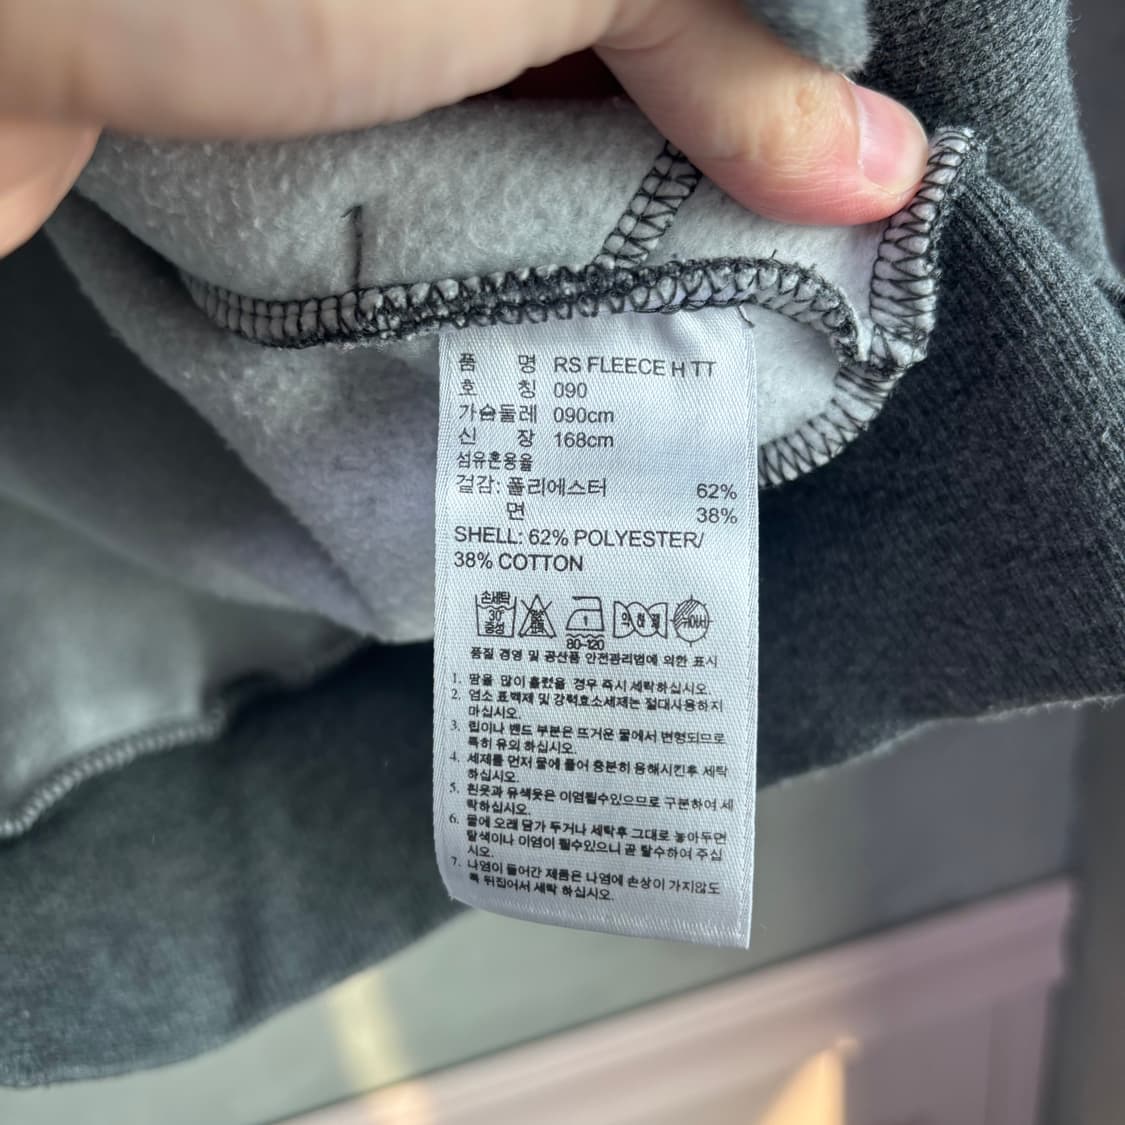 품 명 RS FLEECE H TT
호 칭 090
가슴둘레 090cm
신 장 168cm
섬유혼용율
겉감: 폴리에스터 62%
면 38%
SHELL: 62% POLYESTER/
38% COTTON
손세탁
30°
중성
1
80~120
품질 경영 및 공산품 안전관리법에 의한 표시
1. 땀을 많이 흘렸을 경우 즉시 세탁하십시오.
2. 염소 표백제 및 강력효소세제는 절대사용하지
마십시오.
3. 립이나 밴드 부분은 뜨거운 물에서 변형되므로
특히 유의 하십시오.
4. 세제를 먼저 물에 풀어 충분히 용해시킨후 세탁
하십시오.
5. 흰옷과 유색옷은 이염될수있으므로 구분하여 세
탁하십시오.
6. 물에 오래 담가 두거나 세탁후 그대로 놓아두면
탈색이나 이염이 될수있으니 곧 탈수하여 주십
시오.
7. 나염이 들어간 제품은 나염에 손상이 가지않도
록 뒤집어서 세탁 하십시오.